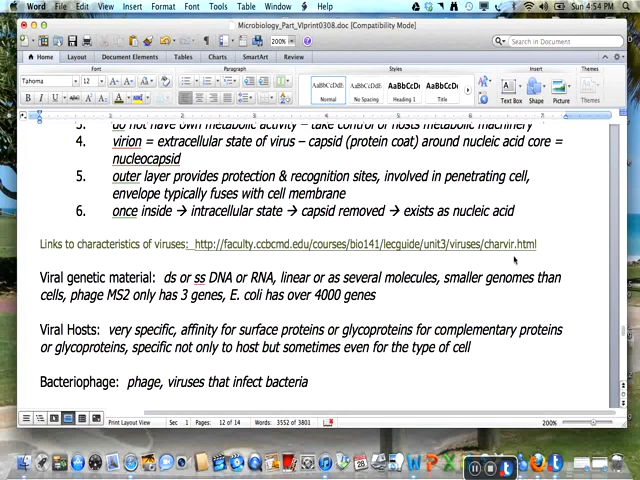 Word File Edit View Insert Format Font Tools Table Window Help Sun 4:54 PM
Microbiology_Part_VIprint0308.doc [Compatibility Mode]
200%
Search in Document
Home Layout Document Elements Tables Charts SmartArt Review
Font Paragraph Styles Insert Themes
Tahoma 12
AaBbCcDdEe AaBbCcDdEe AaBbCcDc AaBbCcDd
Normal No Spacing Heading 1 Title Text Box Shape Picture Themes
3. do not have own metabolic activity – take control of hosts metabolic machinery
4. virion = extracellular state of virus – capsid (protein coat) around nucleic acid core =
nucleocapsid
5. outer layer provides protection & recognition sites, involved in penetrating cell,
envelope typically fuses with cell membrane
6. once inside → intracellular state → capsid removed → exists as nucleic acid
Links to characteristics of viruses: http://faculty.ccbcmd.edu/courses/bio141/lecguide/unit3/viruses/charvir.html
Viral genetic material: ds or ss DNA or RNA, linear or as several molecules, smaller genomes than
cells, phage MS2 only has 3 genes, E. coli has over 4000 genes
Viral Hosts: very specific, affinity for surface proteins or glycoproteins for complementary proteins
or glycoproteins, specific not only to host but sometimes even for the type of cell
Bacteriophage: phage, viruses that infect bacteria
Print Layout View Sec 1 Pages: 12 of 14 Words: 3552 of 3801 200%